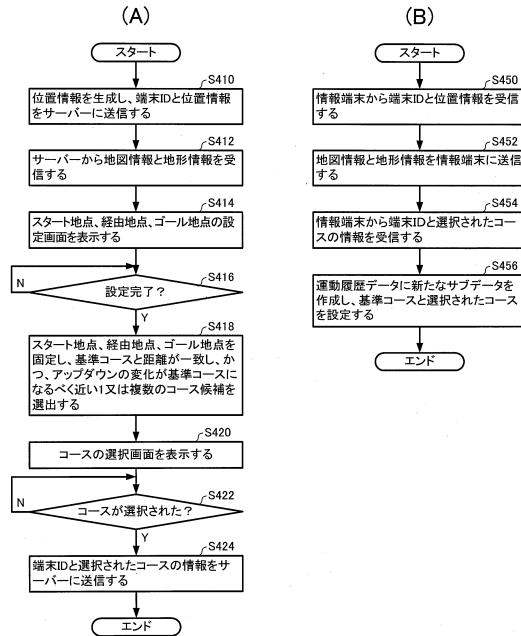 (A)
スタート
S410
位置情報を生成し、端末IDと位置情報
をサーバーに送信する
S412
サーバーから地図情報と地形情報を受
信する
S414
スタート地点、経由地点、ゴール地点の設
定画面を表示する
S416
設定完了?
N
Y
S418
スタート地点、経由地点、ゴール地点を
固定し、基準コースと距離が一致し、か
つ、アップダウンの変化が基準コースに
なるべく近い1又は複数のコース候補を
選出する
S420
コースの選択画面を表示する
S422
コースが選択された?
N
Y
S424
端末IDと選択されたコースの情報をサ
ーバーに送信する
エンド
(B)
スタート
S450
情報端末から端末IDと位置情報を受信
する
S452
地図情報と地形情報を情報端末に送信
する
S454
情報端末から端末IDと選択されたコー
スの情報を受信する
S456
運動履歴データに新たなサブデータを
作成し、基準コースと選択されたコース
を設定する
エンド